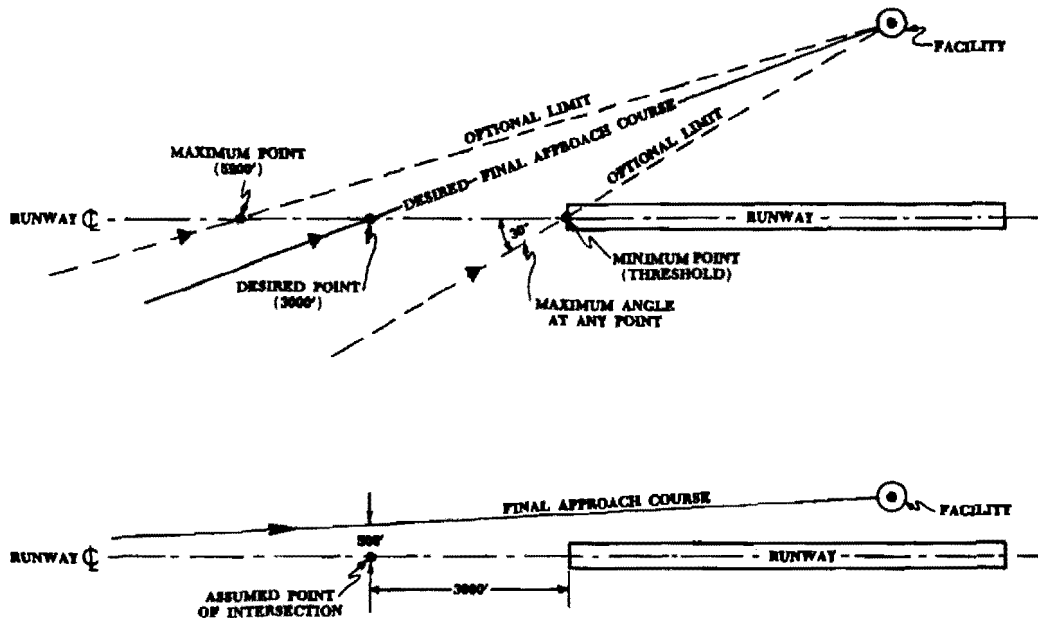 FACILITY
OPTIONAL LIMIT
DESIRED FINAL APPROACH COURSE
OPTIONAL LIMIT
MAXIMUM POINT
(5200')
RUNWAY ℄
RUNWAY
30°
DESIRED POINT
(3000')
MINIMUM POINT
(THRESHOLD)
MAXIMUM ANGLE
AT ANY POINT
FINAL APPROACH COURSE
FACILITY
RUNWAY ℄
500'
RUNWAY
3000'
ASSUMED POINT
OF INTERSECTION